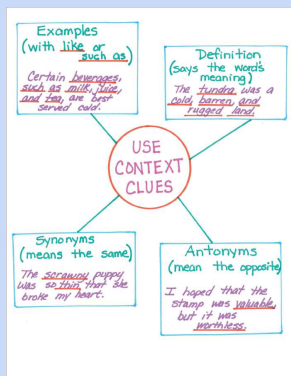 Examples
(with like or
such as)
Certain beverages,
such as milk, juice,
and tea, are best
served cold.
Definition
(says the word's
meaning)
The tundra was a
cold, barren, and
rugged land.
USE
CONTEXT
CLUES
Synonyms
(means the same)
The scrawny puppy
was so thin that she
broke my heart.
Antonyms
(mean the opposite)
I hoped that the
stamp was valuable,
but it was
worthless.